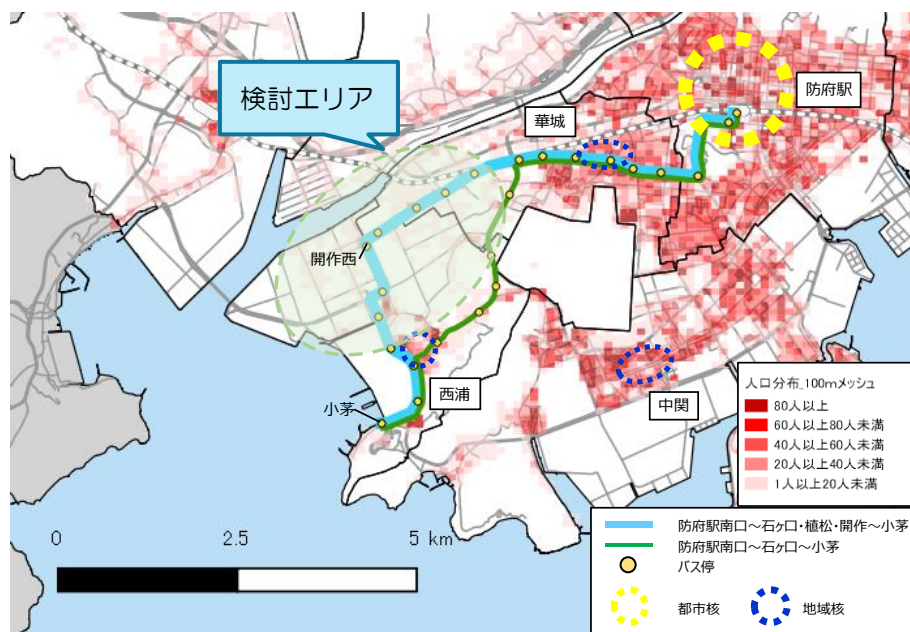 検討エリア
防府駅
華城
開作西
西浦
中関
小茅
人口分布_100mメッシュ
80人以上
60人以上80人未満
40人以上60人未満
20人以上40人未満
1人以上20人未満
0 2.5 5 km
防府駅南口~石ヶ口・植松・開作~小茅
防府駅南口~石ヶ口~小茅
バス停
都市核 地域核